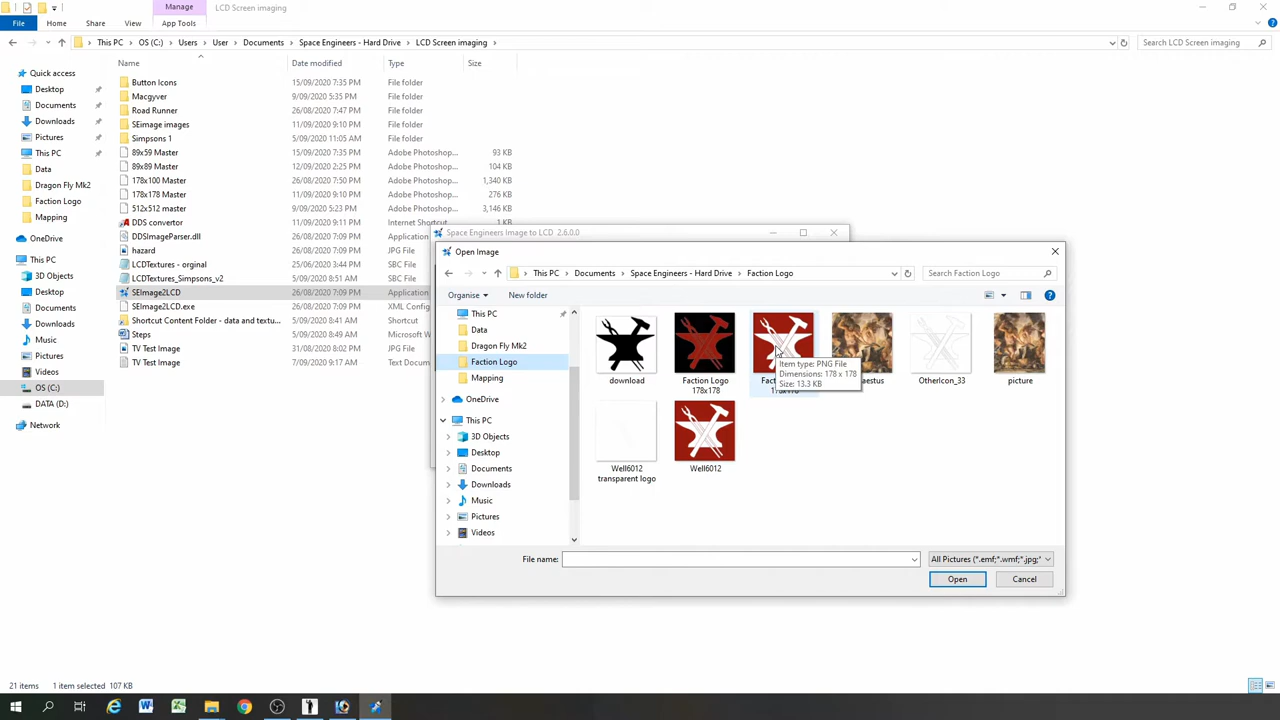 Manage
LCD Screen imaging
File Home Share View App Tools
This PC OS (C:) Users User Documents Space Engineers - Hard Drive LCD Screen imaging
Search LCD Screen imaging
Name Date modified Type Size
Quick access
Desktop
Documents
Downloads
Pictures
This PC
Data
Dragon Fly Mk2
Faction Logo
Mapping
OneDrive
This PC
3D Objects
Desktop
Documents
Downloads
Music
Pictures
Videos
OS (C:)
DATA (D:)
Network
Button Icons 15/09/2020 7:35 PM File folder
Macgyver 9/09/2020 5:35 PM File folder
Road Runner 26/08/2020 7:47 PM File folder
SEimage images 11/09/2020 9:10 PM File folder
Simpsons 1 5/09/2020 11:05 AM File folder
89x59 Master 15/09/2020 7:35 PM Adobe Photoshop... 93 KB
89x89 Master 12/09/2020 2:25 PM Adobe Photoshop... 104 KB
178x100 Master 26/08/2020 7:50 PM Adobe Photoshop... 1,340 KB
178x178 Master 11/09/2020 9:10 PM Adobe Photoshop... 276 KB
512x512 master 9/09/2020 5:23 PM Adobe Photoshop... 3,146 KB
DDS convertor 11/09/2020 9:11 PM Internet Shortcut 1 KB
DDSImageParser.dll 26/08/2020 7:09 PM Application
hazard 26/08/2020 7:09 PM JPG File
LCDTextures - orginal 25/06/2020 3:44 PM SBC File
LCDTextures_Simpsons_v2 5/09/2020 8:51 AM SBC File
SEImage2LCD 26/08/2020 7:09 PM Application
SEImage2LCD.exe 26/08/2020 7:09 PM XML Config
Shortcut Content Folder - data and textu... 5/09/2020 8:39 AM Shortcut
Steps 5/09/2020 8:49 AM Microsoft W
TV Test Image 31/08/2020 8:02 PM JPG File
TV Test Image 7/09/2020 11:34 AM Text Docum
Space Engineers Image to LCD 2.6.0.0
Open Image
This PC Documents Space Engineers - Hard Drive Faction Logo
Search Faction Logo
Organise New folder
This PC
Data
Dragon Fly Mk2
Faction Logo
Mapping
OneDrive
This PC
3D Objects
Desktop
Documents
Downloads
Music
Pictures
Videos
download
Faction Logo
178x178
Item type: PNG File
Dimensions: 178 x 178
Size: 13.3 KB
OtherIcon_33
picture
Well6012
transparent logo
Well6012
File name:
All Pictures (*.emf;*.wmf;*.jpg;*
Open Cancel
21 items 1 item selected 107 KB